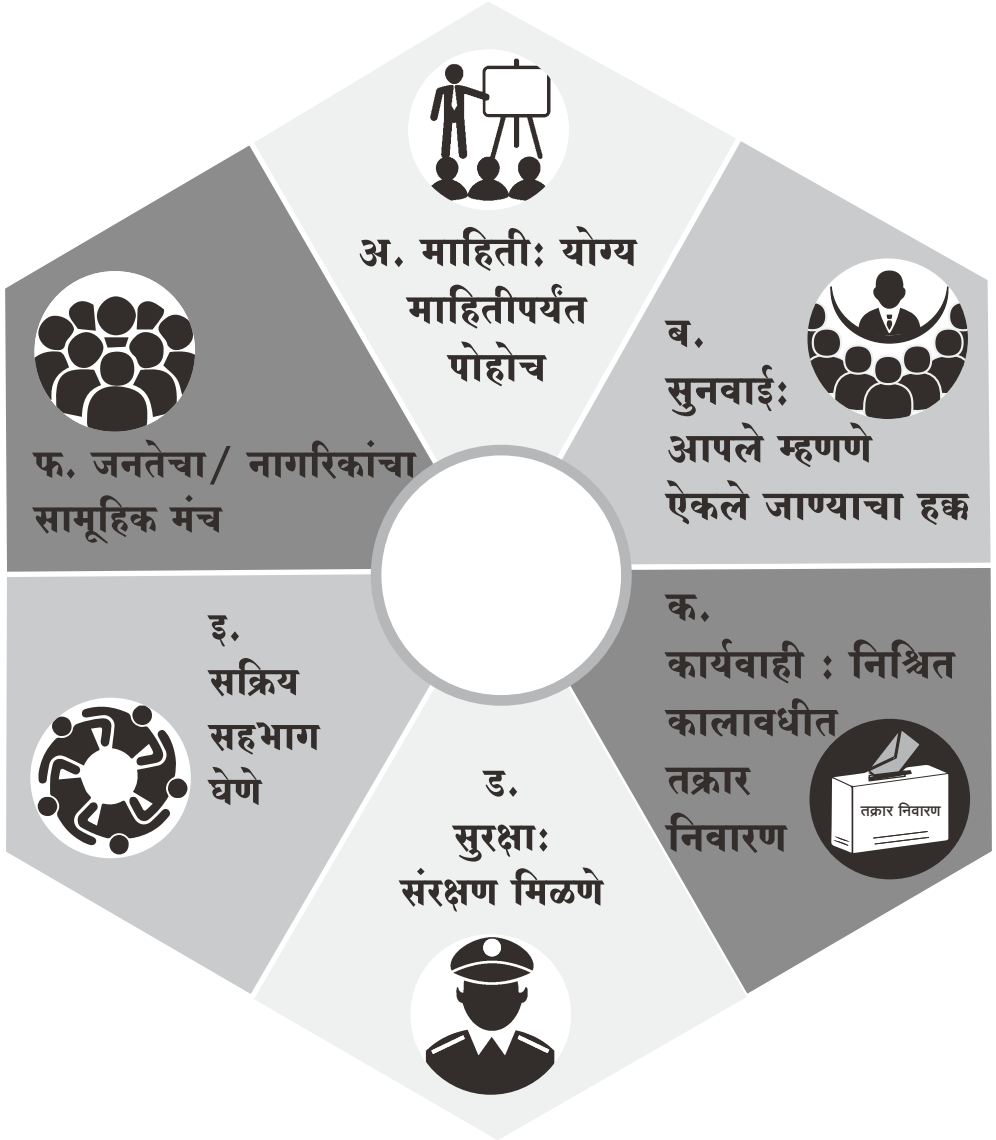 अ. माहिती: योग्य
माहितीपर्यंत
पोहोच
ब.
सुनवाई:
आपले म्हणणे
ऐकले जाण्याचा हक्क
क.
कार्यवाही : निश्चित
कालावधीत
तक्रार
निवारण
तक्रार निवारण
ड.
सुरक्षा:
संरक्षण मिळणे
इ.
सक्रिय
सहभाग
घेणे
फ. जनतेचा/ नागरिकांचा
सामूहिक मंच